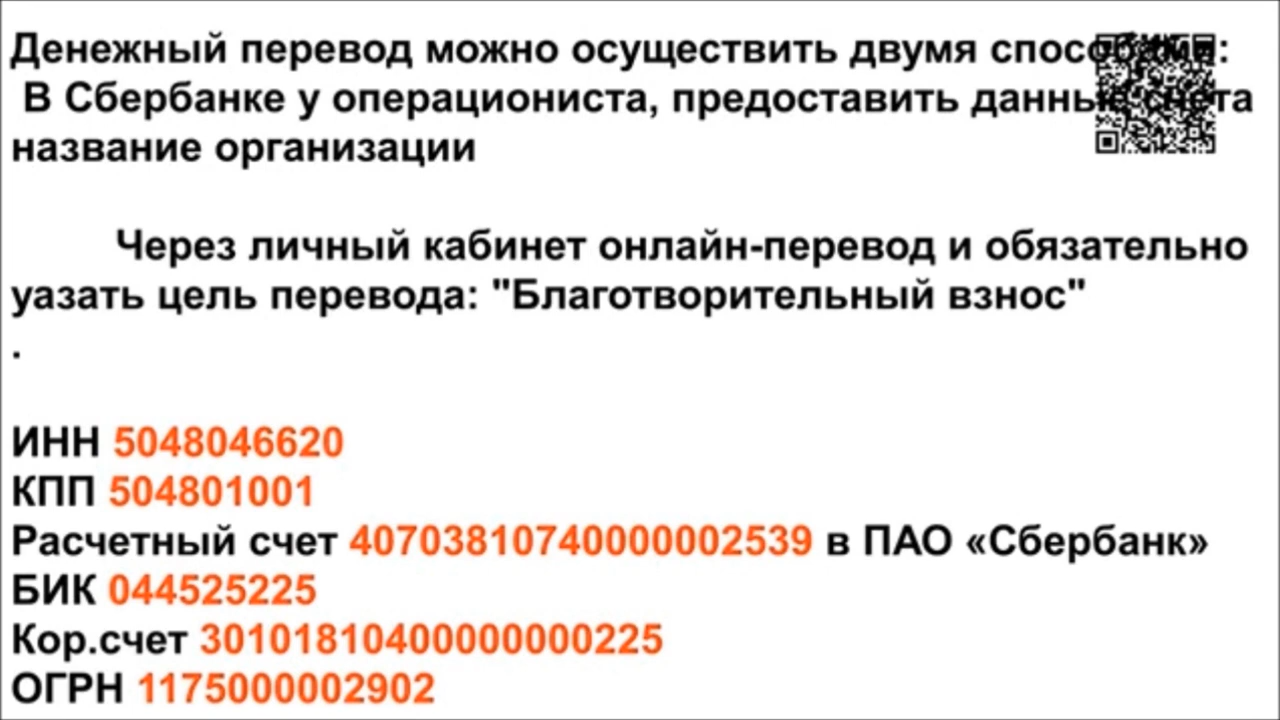 Денежный перевод можно осуществить двумя способами:
В Сбербанке у операциониста, предоставить данные счета
название организации
Через личный кабинет онлайн-перевод и обязательно
уазать цель перевода: "Благотворительный взнос"
.
ИНН 5048046620
КПП 504801001
Расчетный счет 40703810740000002539 в ПАО «Сбербанк»
БИК 044525225
Кор.счет 30101810400000000225
ОГРН 1175000002902